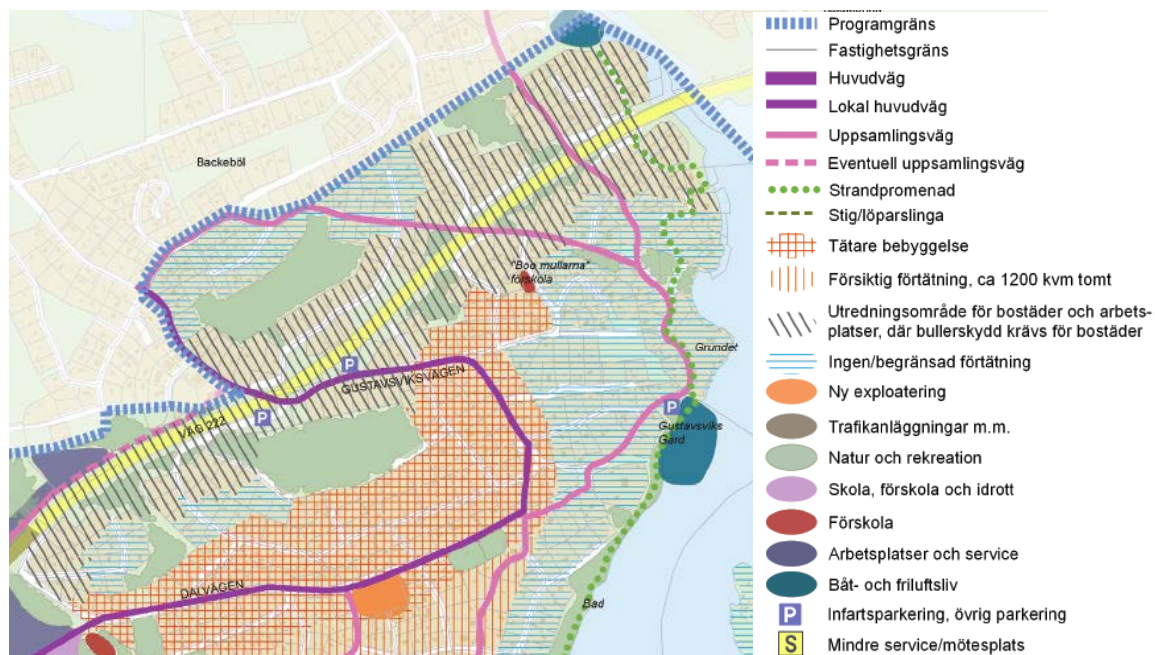 Backeböl
"Boo mullarna"
förskola
Grundet
P
GUSTAVSVIKSVÄGEN
P
VÄG 222
P
Gustavsviks
Gård
DALVÄGEN
Bad
Programgräns
Fastighetsgräns
Huvudväg
Lokal huvudväg
Uppsamlingsväg
Eventuell uppsamlingsväg
Strandpromenad
Stig/löparslinga
Tätare bebyggelse
Försiktig förtätning, ca 1200 kvm tomt
Utredningsområde för bostäder och arbets-
platser, där bullerskydd krävs för bostäder
Ingen/begränsad förtätning
Ny exploatering
Trafikanläggningar m.m.
Natur och rekreation
Skola, förskola och idrott
Förskola
Arbetsplatser och service
Båt- och friluftsliv
P Infartsparkering, övrig parkering
S Mindre service/mötesplats